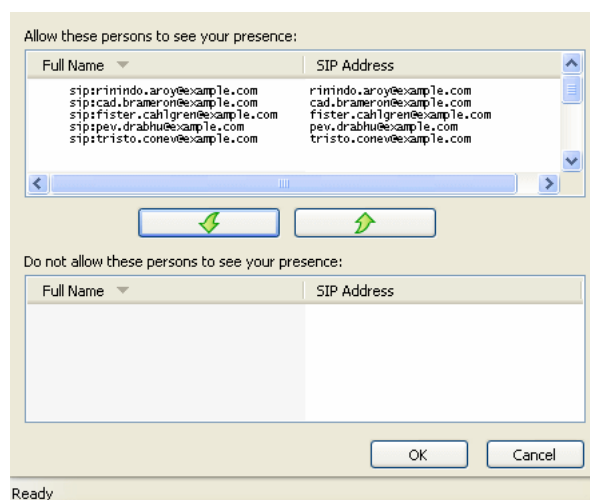 Allow these persons to see your presence:
Full Name SIP Address
sip:rinindo.aroy@example.com rinindo.aroy@example.com
sip:cad.brameron@example.com cad.brameron@example.com
sip:fister.cahlgren@example.com fister.cahlgren@example.com
sip:pev.drabhu@example.com pev.drabhu@example.com
sip:tristo.conev@example.com tristo.conev@example.com
Do not allow these persons to see your presence:
Full Name SIP Address
OK Cancel
Ready